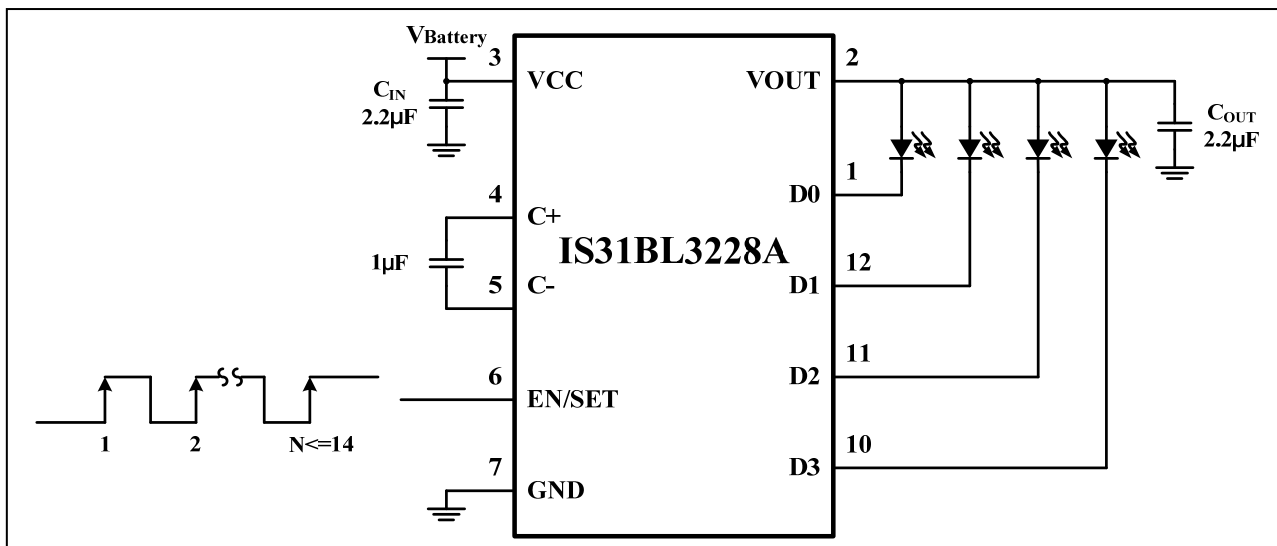 VBattery
3
VCC
CIN
2.2µF
4
C+
1µF
5
C-
6
EN/SET
1
2
N<=14
7
GND
IS31BL3228A
2
VOUT
COUT
2.2µF
1
D0
12
D1
11
D2
10
D3